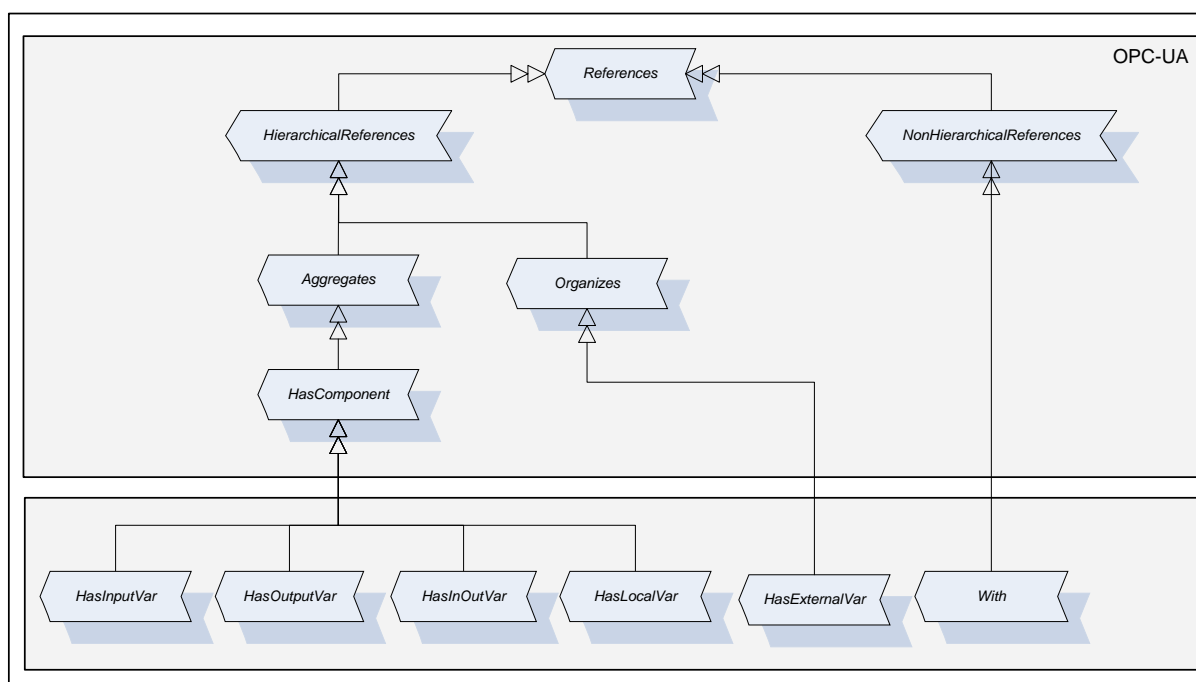 OPC-UA
References
HierarchicalReferences
NonHierarchicalReferences
Aggregates
Organizes
HasComponent
HasInputVar
HasOutputVar
HasInOutVar
HasLocalVar
HasExternalVar
With